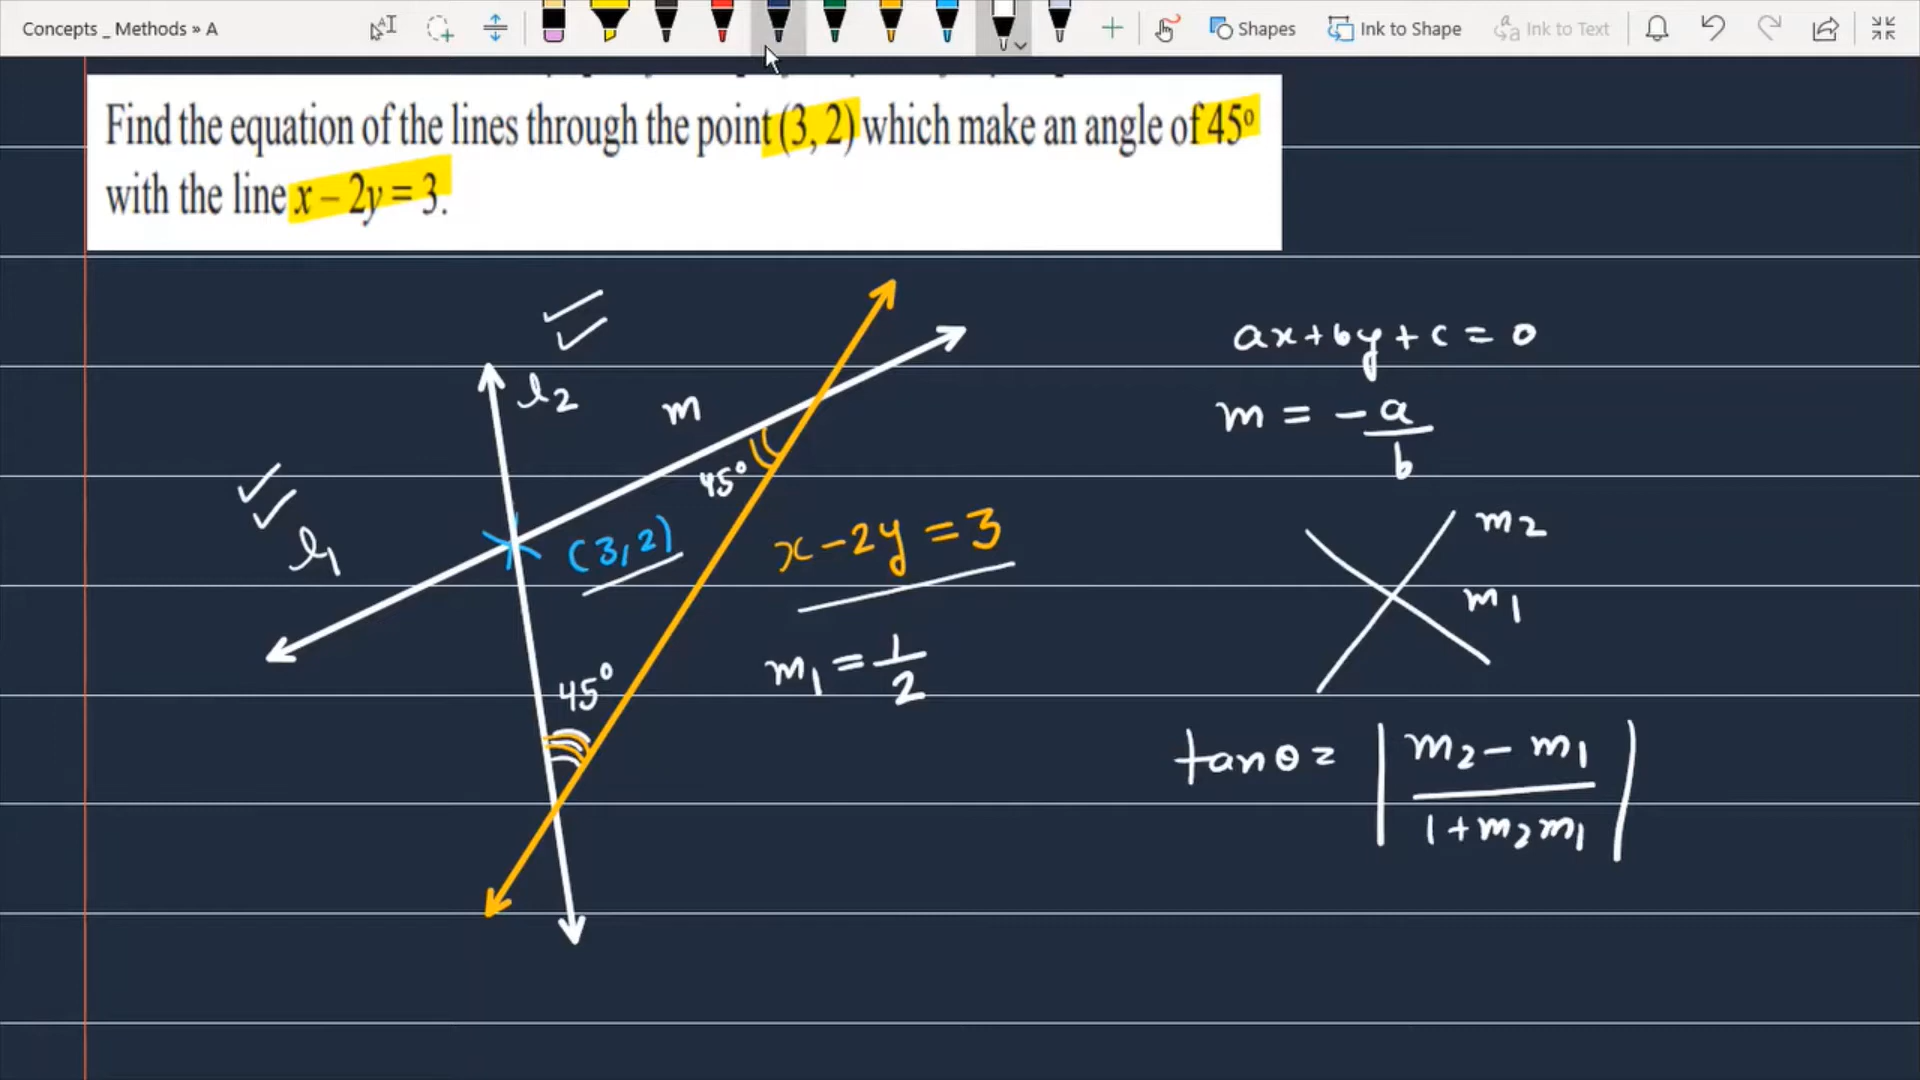 Concepts _ Methods » A
Shapes
Ink to Shape
Ink to Text
Find the equation of the lines through the point (3, 2) which make an angle of 45°
with the line x – 2y = 3.
l2
m
45°
l1
(3,2)
x-2y=3
m1 = 1/2
45°
ax+by+c=0
m = -a/b
m2
m1
tanθ = | m2-m1 / 1+m2m1 |